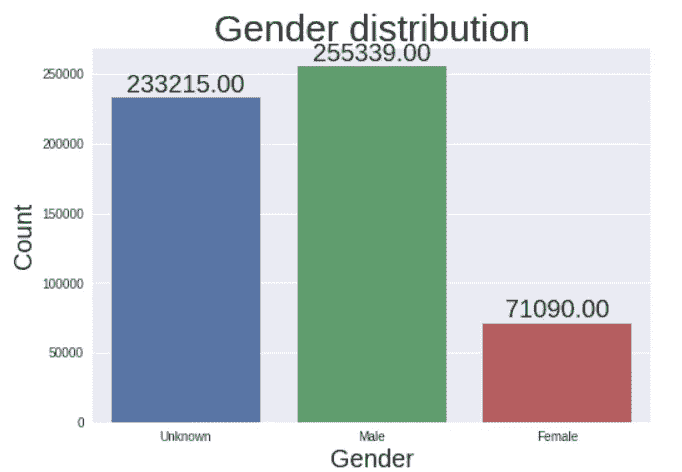 Gender distribution
255339.00
233215.00
71090.00
250000
200000
150000
100000
50000
0
Count
Unknown Male Female
Gender